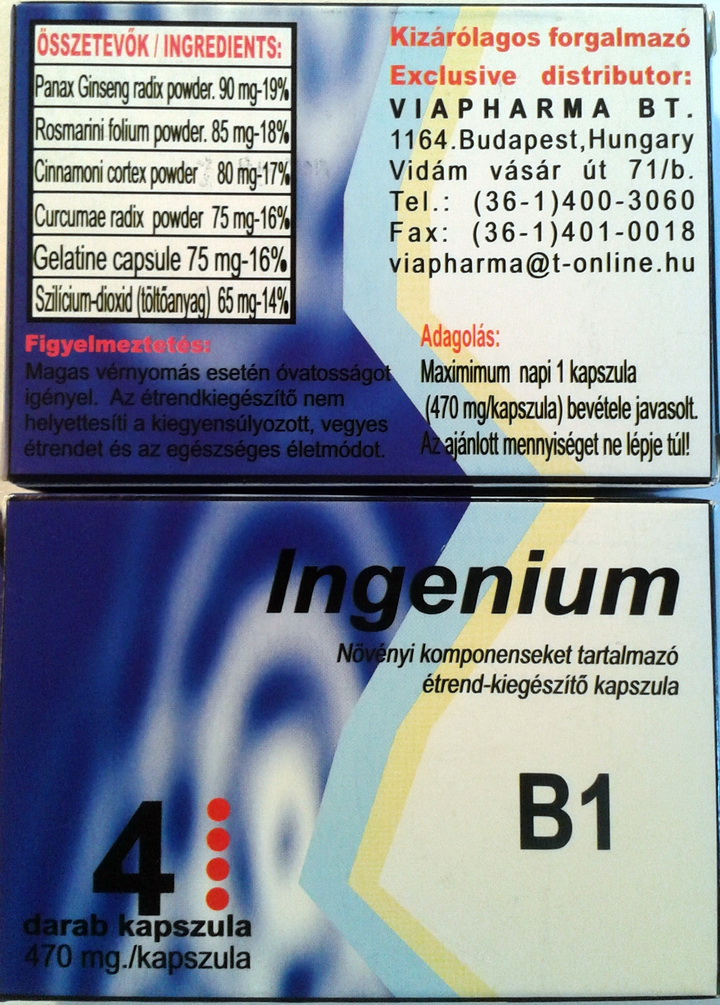 ÖSSZETEVŐK / INGREDIENTS:
Panax Ginseng radix powder. 90 mg-19%
Rosmarini folium powder. 85 mg-18%
Cinnamoni cortex powder 80 mg-17%
Curcumae radix powder 75 mg-16%
Gelatine capsule 75 mg-16%
Szilícium-dioxid (töltőanyag) 65 mg-14%
Figyelmeztetés:
Magas vérnyomás esetén óvatosságot
igényel. Az étrendkiegészítő nem
helyettesíti a kiegyensúlyozott, vegyes
étrendet és az egészséges életmódot.
Kizárólagos forgalmazó
Exclusive distributor:
VIAPHARMA BT.
1164.Budapest,Hungary
Vidám vásár út 71/b.
Tel.: (36-1)400-3060
Fax: (36-1)401-0018
viapharma@t-online.hu
Adagolás:
Maximimum napi 1 kapszula
(470 mg/kapszula) bevétele javasolt.
Az ajánlott mennyiséget ne lépje túl!
Ingenium
Növényi komponenseket tartalmazó
étrend-kiegészítő kapszula
B1
4
darab kapszula
470 mg./kapszula